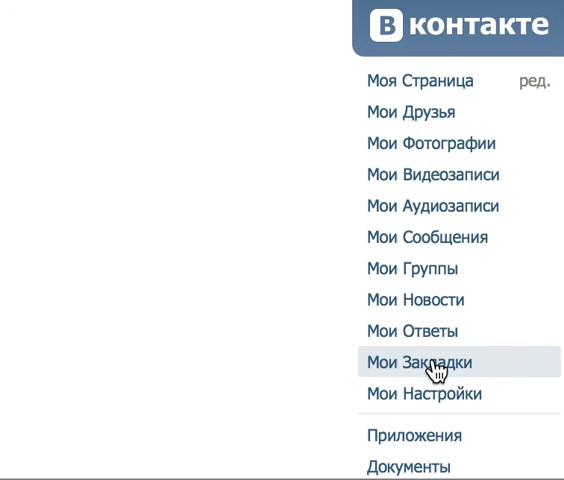 В контакте
Моя Страница ред.
Мои Друзья
Мои Фотографии
Мои Видеозаписи
Мои Аудиозаписи
Мои Сообщения
Мои Группы
Мои Новости
Мои Ответы
Мои Закладки
Мои Настройки
Приложения
Документы